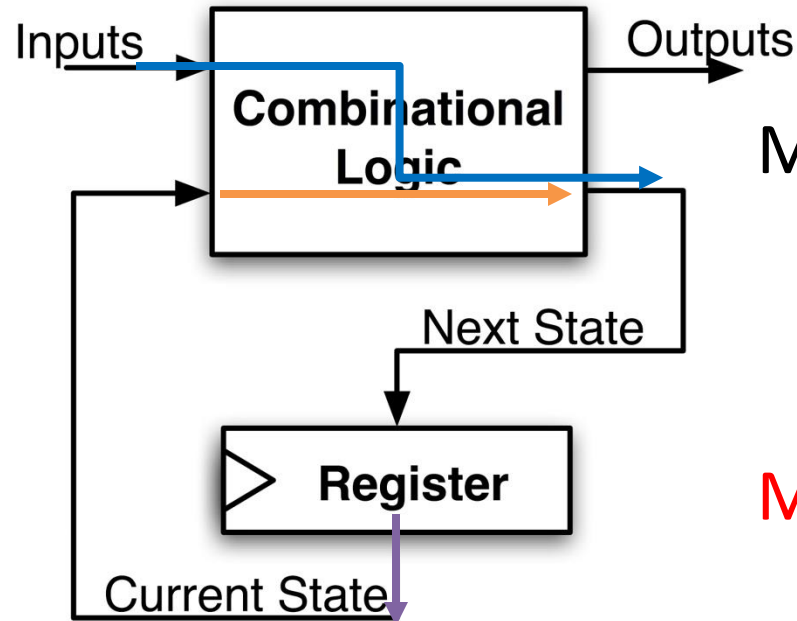 Inputs
Outputs
Combinational
Logic
M
Next State
Register
M
Current State